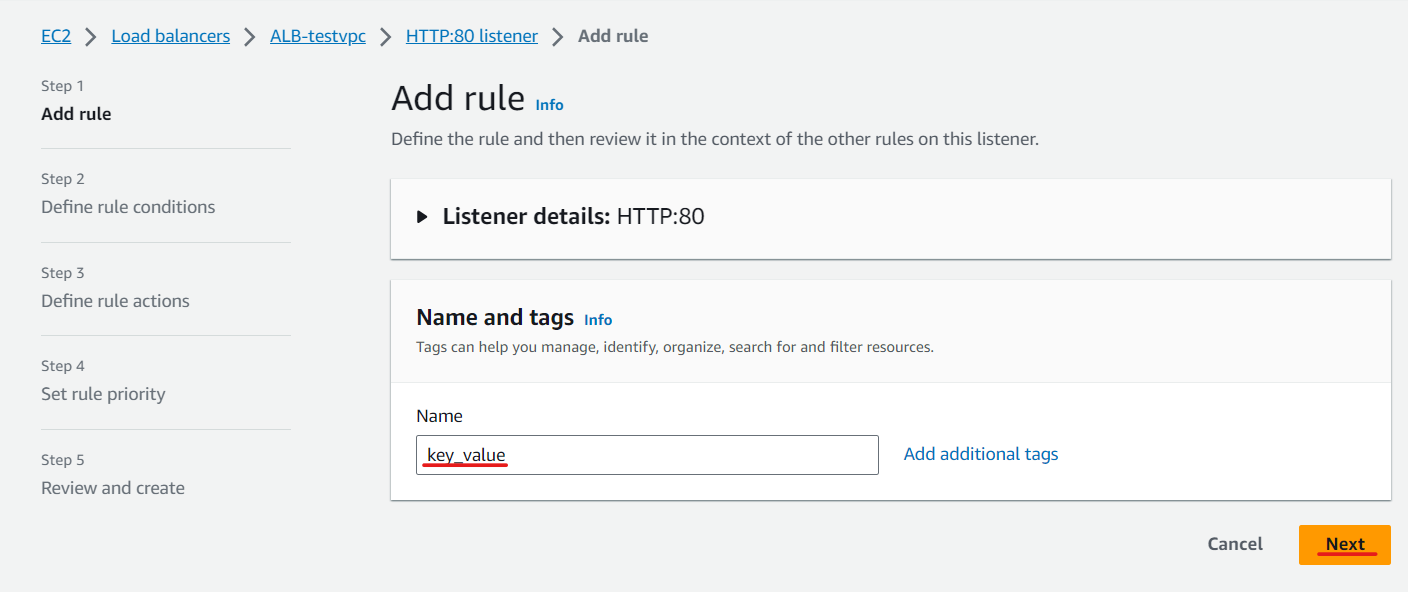 EC2 > Load balancers > ALB-testvpc > HTTP:80 listener > Add rule
Step 1
Add rule
Step 2
Define rule conditions
Step 3
Define rule actions
Step 4
Set rule priority
Step 5
Review and create
Add rule Info
Define the rule and then review it in the context of the other rules on this listener.
Listener details: HTTP:80
Name and tags Info
Tags can help you manage, identify, organize, search for and filter resources.
Name
key_value
Add additional tags
Cancel
Next